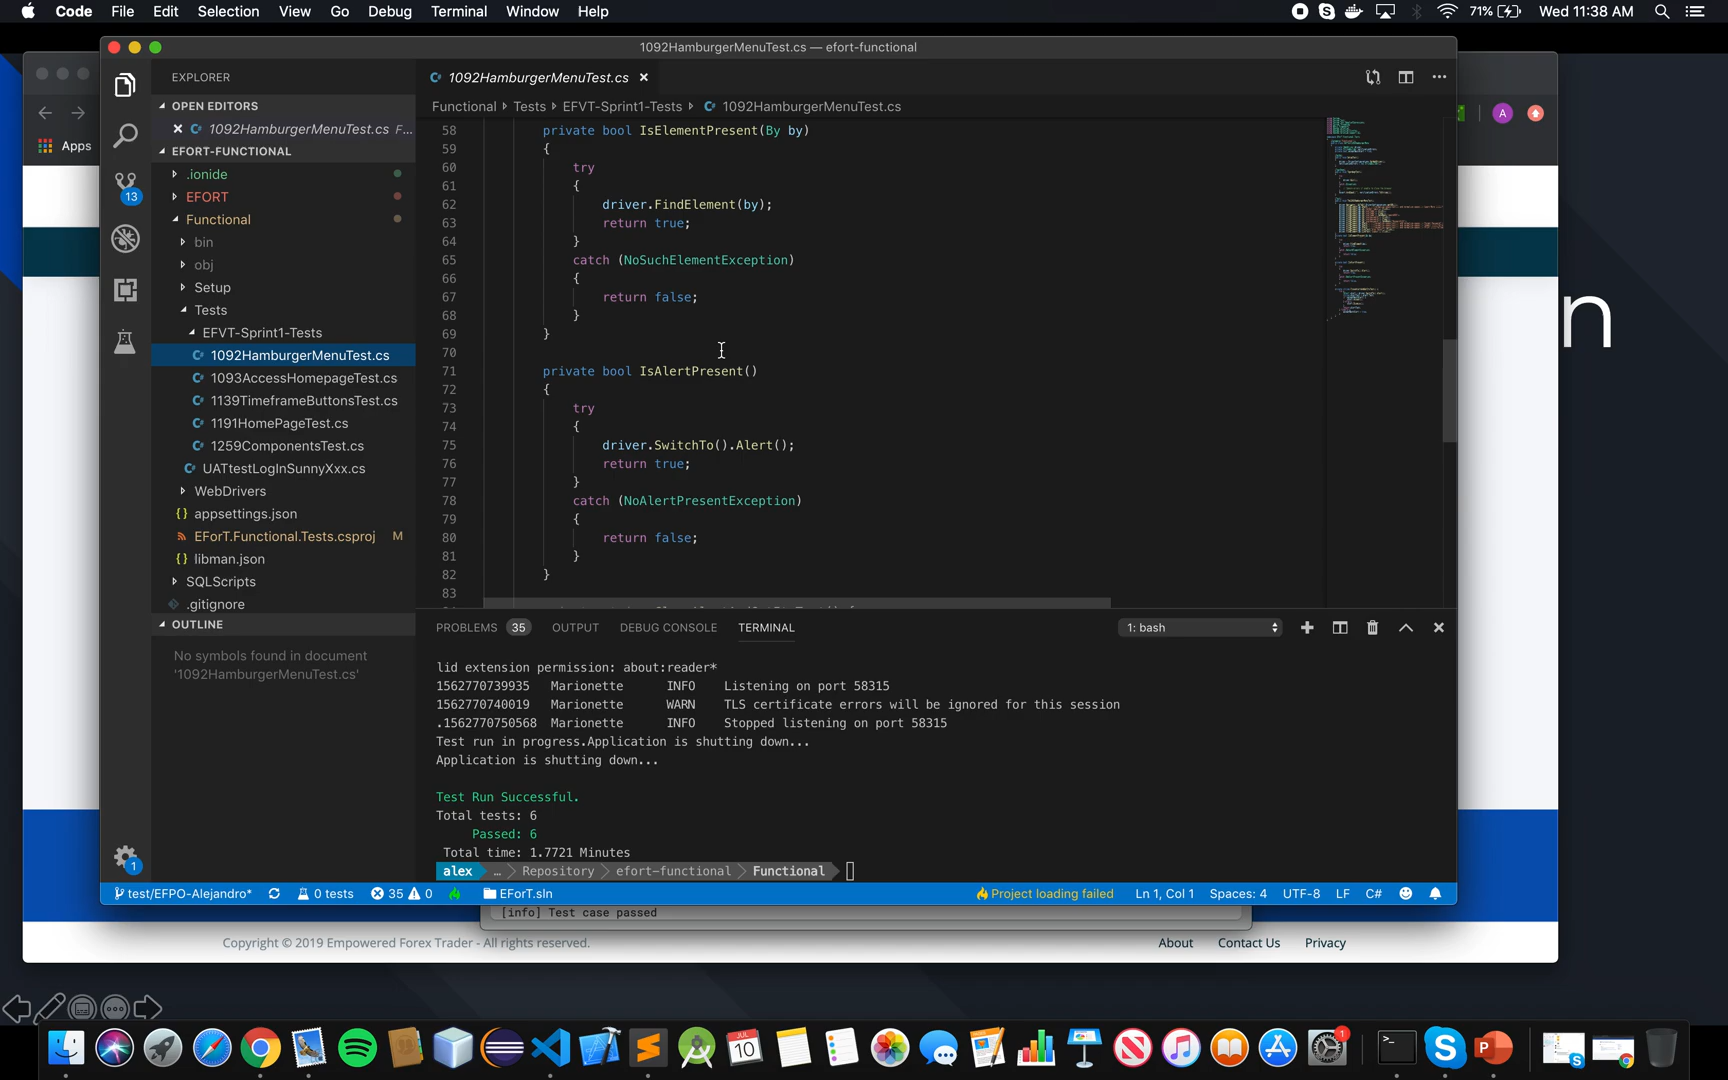 Code File Edit Selection View Go Debug Terminal Window Help
71% Wed 11:38 AM
1092HamburgerMenuTest.cs — efort-functional
Apps
A
n
EXPLORER
OPEN EDITORS
1092HamburgerMenuTest.cs F...
EFORT-FUNCTIONAL
.ionide
EFORT
Functional
bin
obj
Setup
Tests
EFVT-Sprint1-Tests
1092HamburgerMenuTest.cs
1093AccessHomepageTest.cs
1139TimeframeButtonsTest.cs
1191HomePageTest.cs
1259ComponentsTest.cs
UATtestLogInSunnyXxx.cs
WebDrivers
{} appsettings.json
EForT.Functional.Tests.csproj M
{} libman.json
SQLScripts
.gitignore
OUTLINE
No symbols found in document
'1092HamburgerMenuTest.cs'
13
1
1092HamburgerMenuTest.cs
Functional Tests EFVT-Sprint1-Tests 1092HamburgerMenuTest.cs
58 private bool IsElementPresent(By by)
59 {
60 try
61 {
62 driver.FindElement(by);
63 return true;
64 }
65 catch (NoSuchElementException)
66 {
67 return false;
68 }
69 }
70
71 private bool IsAlertPresent()
72 {
73 try
74 {
75 driver.SwitchTo().Alert();
76 return true;
77 }
78 catch (NoAlertPresentException)
79 {
80 return false;
81 }
82 }
83
PROBLEMS 35 OUTPUT DEBUG CONSOLE TERMINAL 1: bash
lid extension permission: about:reader*
1562770739935 Marionette INFO Listening on port 58315
1562770740019 Marionette WARN TLS certificate errors will be ignored for this session
.1562770750568 Marionette INFO Stopped listening on port 58315
Test run in progress.Application is shutting down...
Application is shutting down...
Test Run Successful.
Total tests: 6
Passed: 6
Total time: 1.7721 Minutes
alex … Repository efort-functional Functional
test/EFPO-Alejandro* 0 tests 35 0 EForT.sln Project loading failed Ln 1, Col 1 Spaces: 4 UTF-8 LF C#
[info] Test case passed
Copyright © 2019 Empowered Forex Trader - All rights reserved. About Contact Us Privacy
JUL
10
1